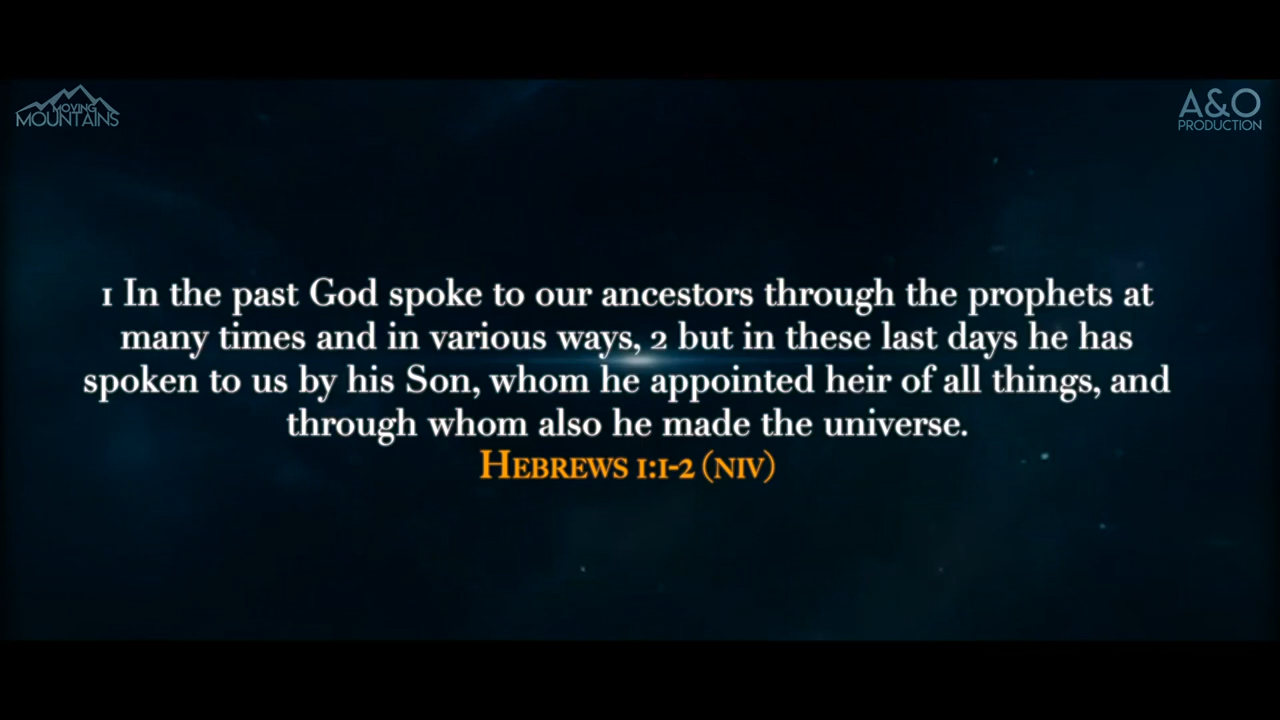 MOVING
MOUNTAINS
A&O
PRODUCTION
1 In the past God spoke to our ancestors through the prophets at
many times and in various ways, 2 but in these last days he has
spoken to us by his Son, whom he appointed heir of all things, and
through whom also he made the universe.
HEBREWS 1:1-2 (NIV)